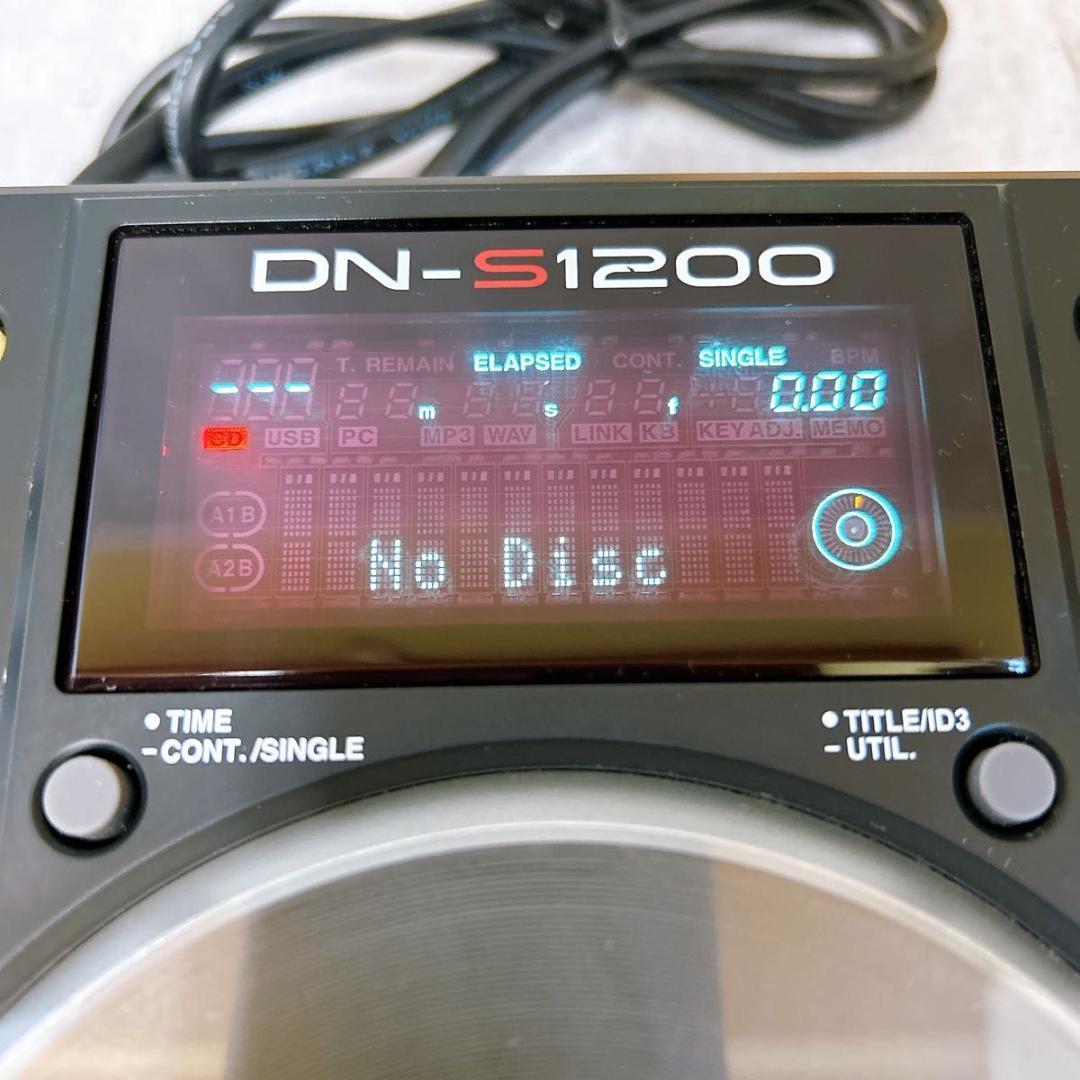 DN-S1200
T. REMAIN ELAPSED CONT. SINGLE BPM
--- m s f 0.00
CD USB PC MP3 WAV LINK KB KEY ADJ. MEMO
A1B
A2B
No Disc
● TIME
– CONT./SINGLE
● TITLE/ID3
– UTIL.